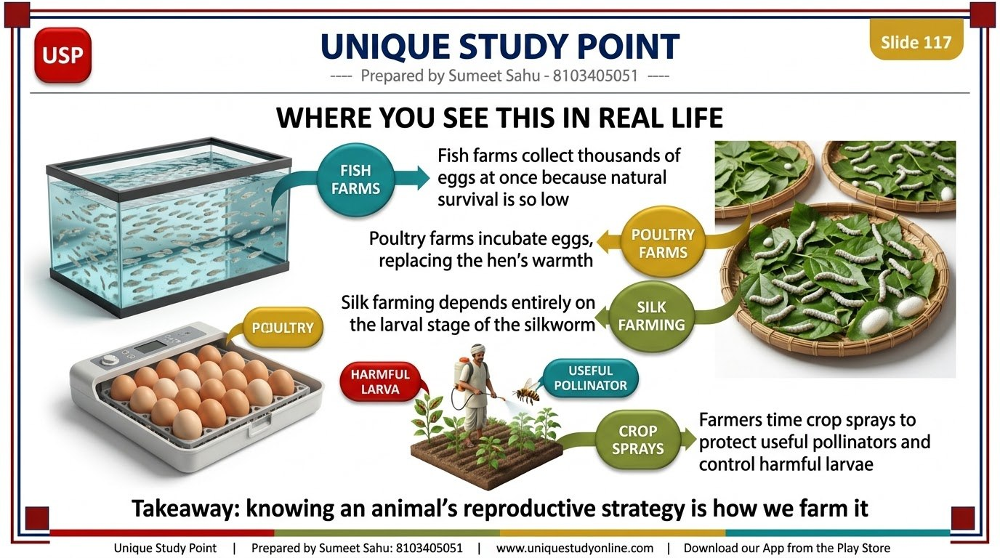 USP
UNIQUE STUDY POINT
Slide 117
---- Prepared by Sumeet Sahu - 8103405051 ----
WHERE YOU SEE THIS IN REAL LIFE
FISH
FARMS
Fish farms collect thousands of
eggs at once because natural
survival is so low
Poultry farms incubate eggs,
replacing the hen's warmth
POULTRY
FARMS
Silk farming depends entirely on
the larval stage of the silkworm
SILK
FARMING
POULTRY
HARMFUL
LARVA
USEFUL
POLLINATOR
CROP
SPRAYS
Farmers time crop sprays to
protect useful pollinators and
control harmful larvae
Takeaway: knowing an animal's reproductive strategy is how we farm it
Unique Study Point | Prepared by Sumeet Sahu: 8103405051 | www.uniquestudyonline.com | Download our App from the Play Store